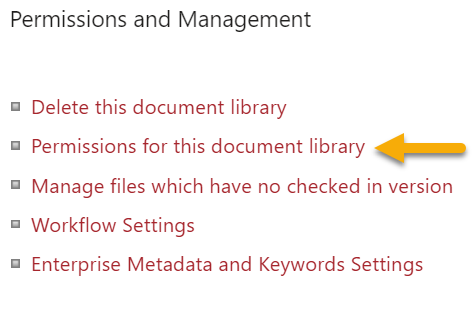 Permissions and Management
Delete this document library
Permissions for this document library
Manage files which have no checked in version
Workflow Settings
Enterprise Metadata and Keywords Settings